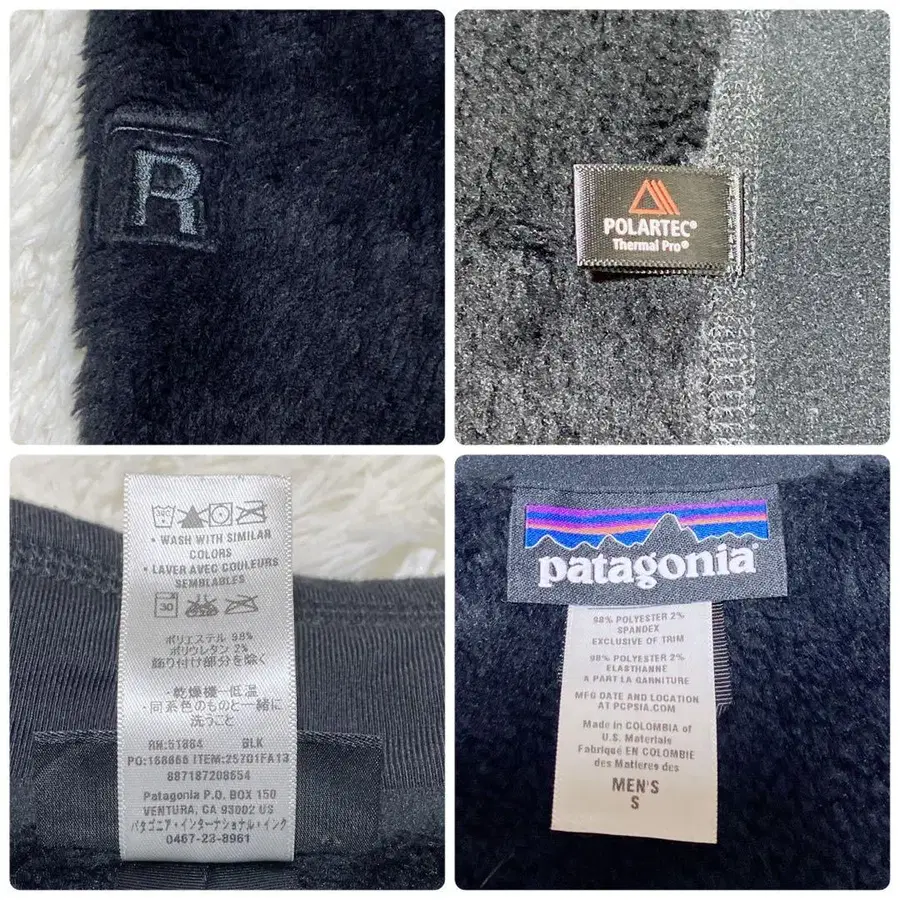 R
POLARTEC®
Thermal Pro®
• WASH WITH SIMILAR
COLORS
• LAVER AVEC COULEURS
SEMBLABLES
30
ポリエステル 98%
ポリウレタン 2%
飾り付け部分を除く
・乾燥機ー低温
・同系色のものと一緒に
洗うこと
RN:51884 BLK
PO:166666 ITEM:25701FA13
887187208654
Patagonia P.O. BOX 150
VENTURA, CA 93002 US
パタゴニア・インターナショナル・インク
0467-23-8961
patagonia®
98% POLYESTER 2%
SPANDEX
EXCLUSIVE OF TRIM
98% POLYESTER 2%
ELASTHANNE
A PART LA GARNITURE
MFG DATE AND LOCATION
AT PCPSIA.COM
Made in COLOMBIA of
U.S. Materials
Fabriqué EN COLOMBIE
des Matieres des
MEN'S
S